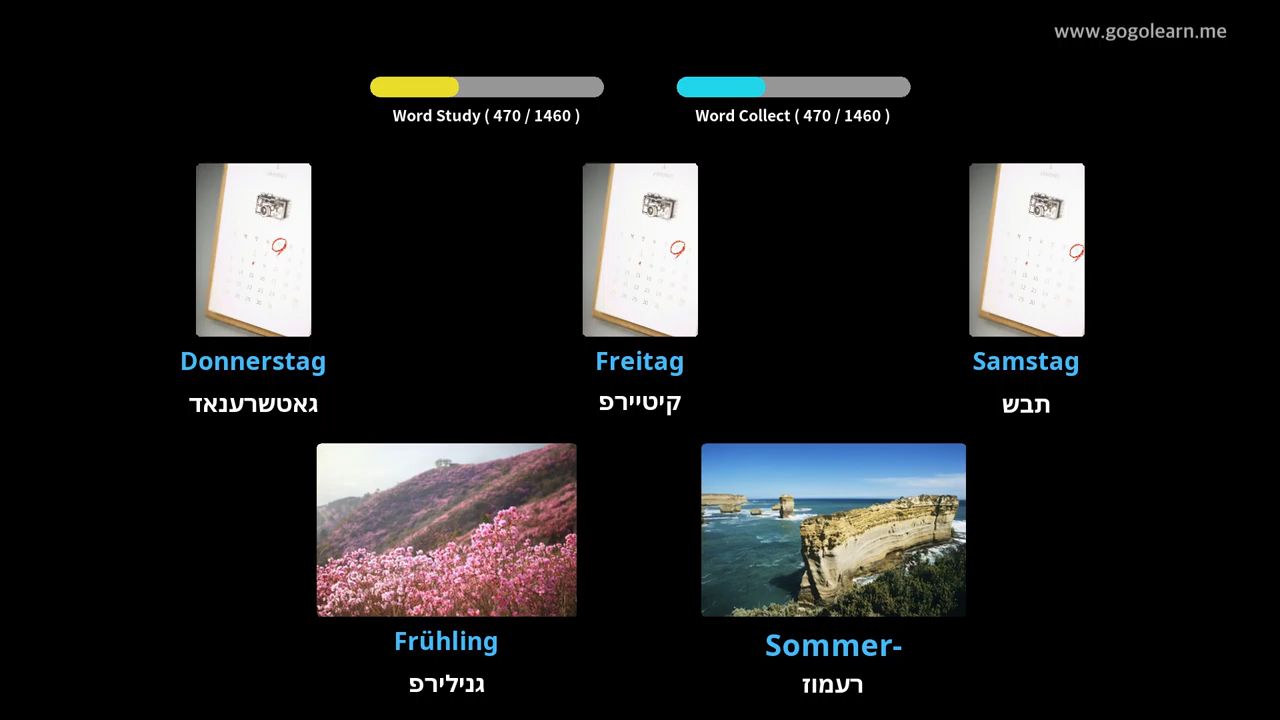 www.gogolearn.me
Word Study ( 470 / 1460 )
Word Collect ( 470 / 1460 )
Donnerstag
גאטשרענאד
Freitag
קיטיירפ
Samstag
תבש
Frühling
גנילירפ
Sommer-
רעמוז